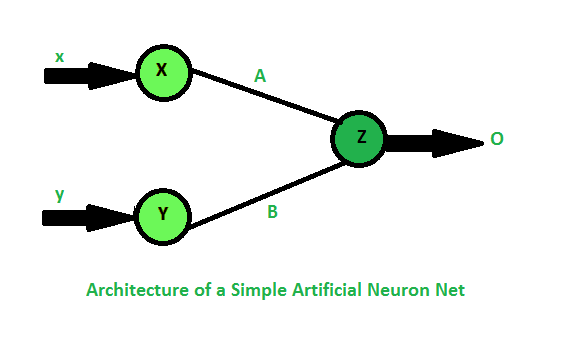 x
X
A
Z
O
y
Y
B
Architecture of a Simple Artificial Neuron Net